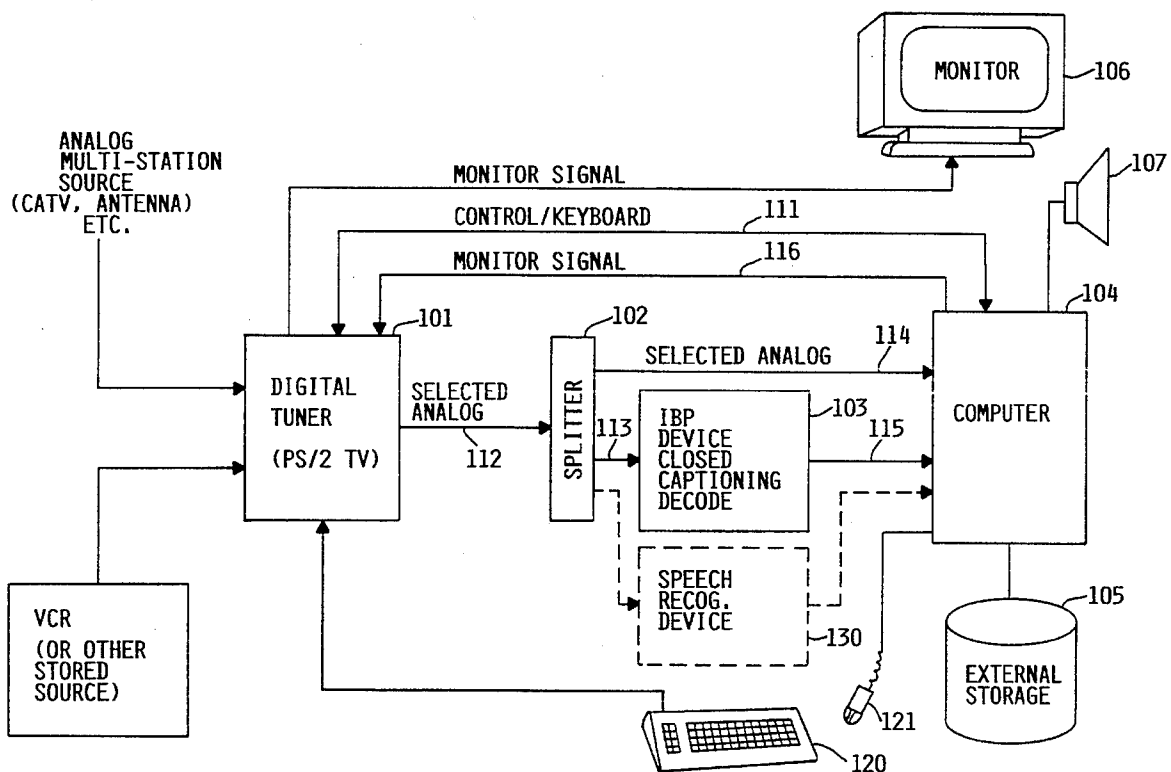 MONITOR
106
107
ANALOG
MULTI-STATION
SOURCE
(CATV, ANTENNA)
ETC.
MONITOR SIGNAL
CONTROL/KEYBOARD
111
MONITOR SIGNAL
116
101
102
104
DIGITAL
TUNER
(PS/2 TV)
SELECTED
ANALOG
112
SPLITTER
SELECTED ANALOG
114
113
103
IBP
DEVICE
CLOSED
CAPTIONING
DECODE
115
COMPUTER
SPEECH
RECOG.
DEVICE
130
VCR
(OR OTHER
STORED
SOURCE)
120
121
105
EXTERNAL
STORAGE